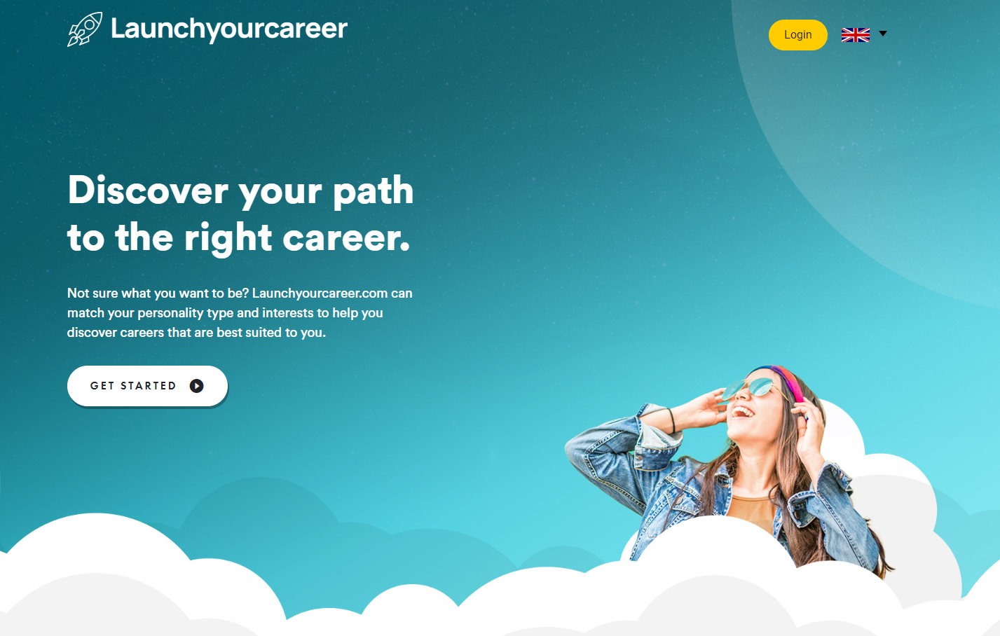 Launchyourcareer
Login
Discover your path
to the right career.
Not sure what you want to be? Launchyourcareer.com can
match your personality type and interests to help you
discover careers that are best suited to you.
GET STARTED